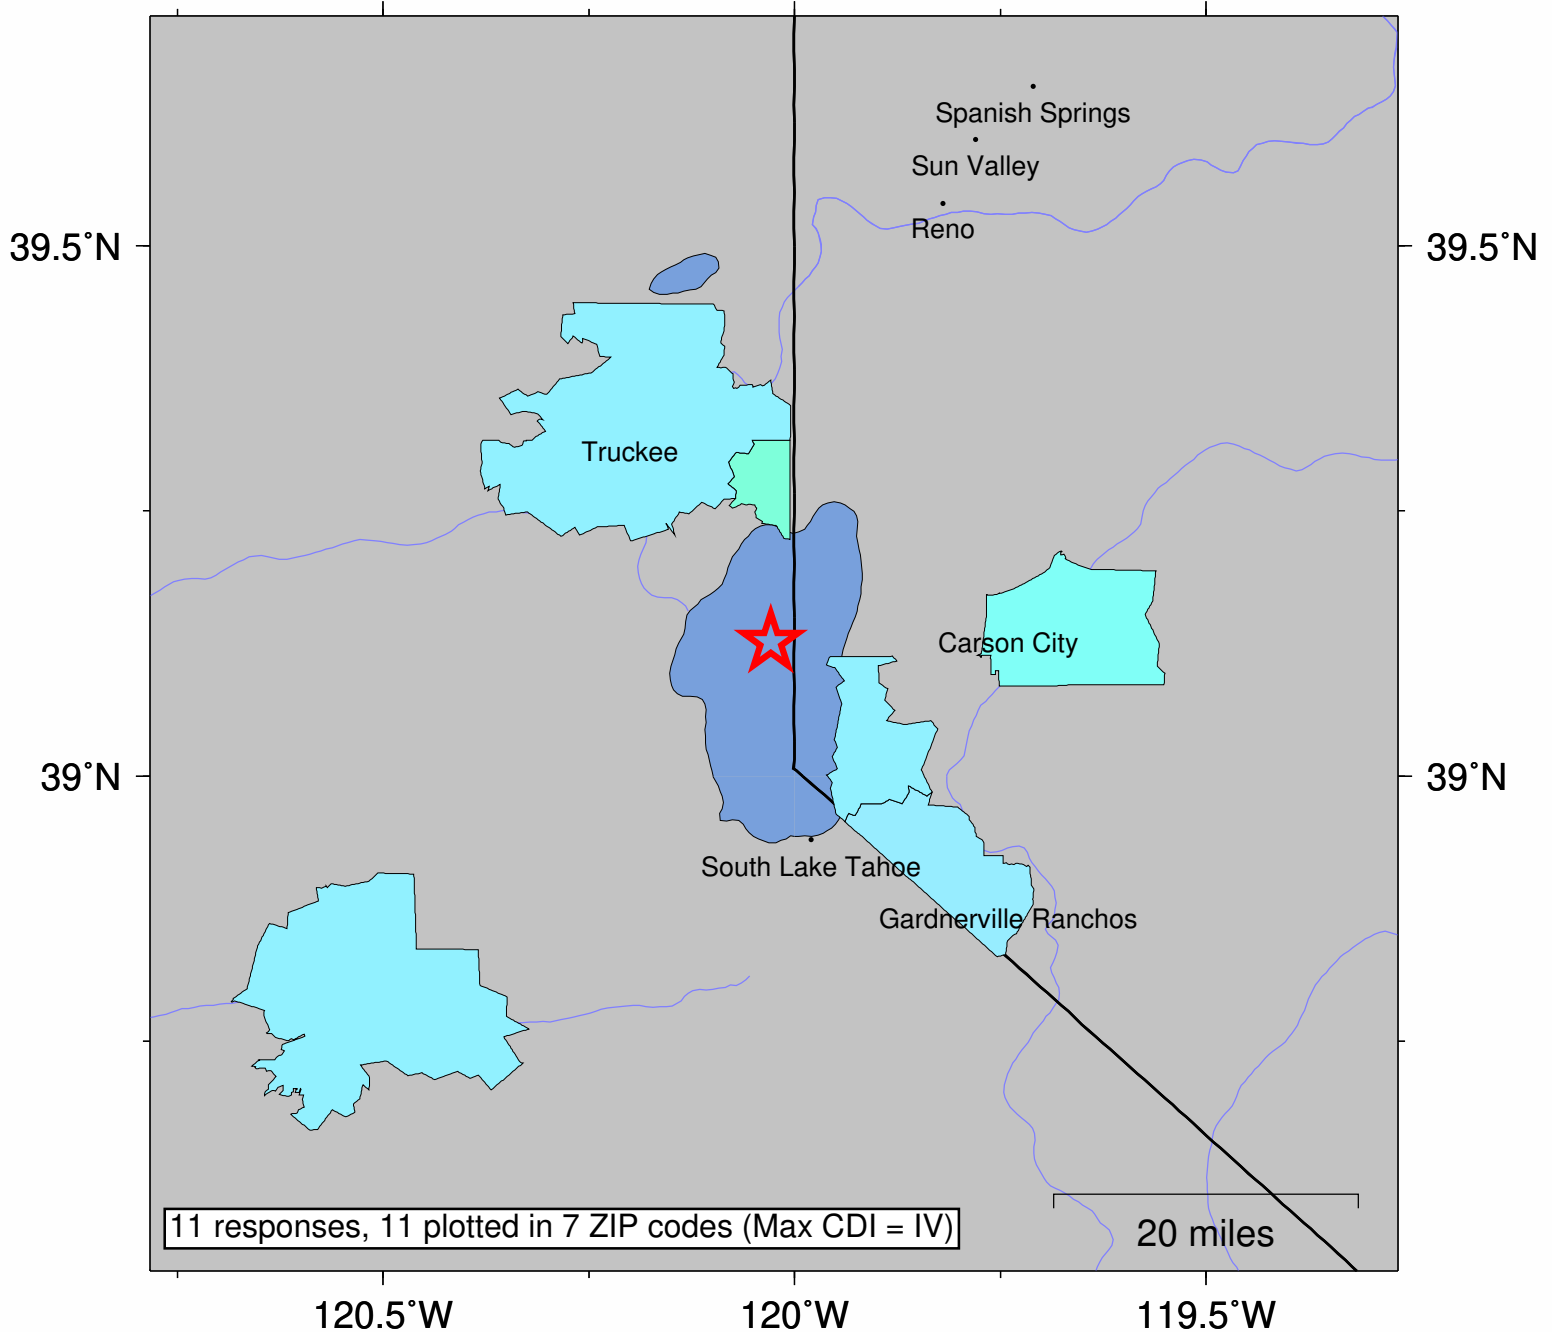 Spanish Springs
Sun Valley
Reno
39.5°N
39.5°N
Truckee
Carson City
39°N
39°N
South Lake Tahoe
Gardnerville Ranchos
11 responses, 11 plotted in 7 ZIP codes (Max CDI = IV)
20 miles
120.5°W
120°W
119.5°W